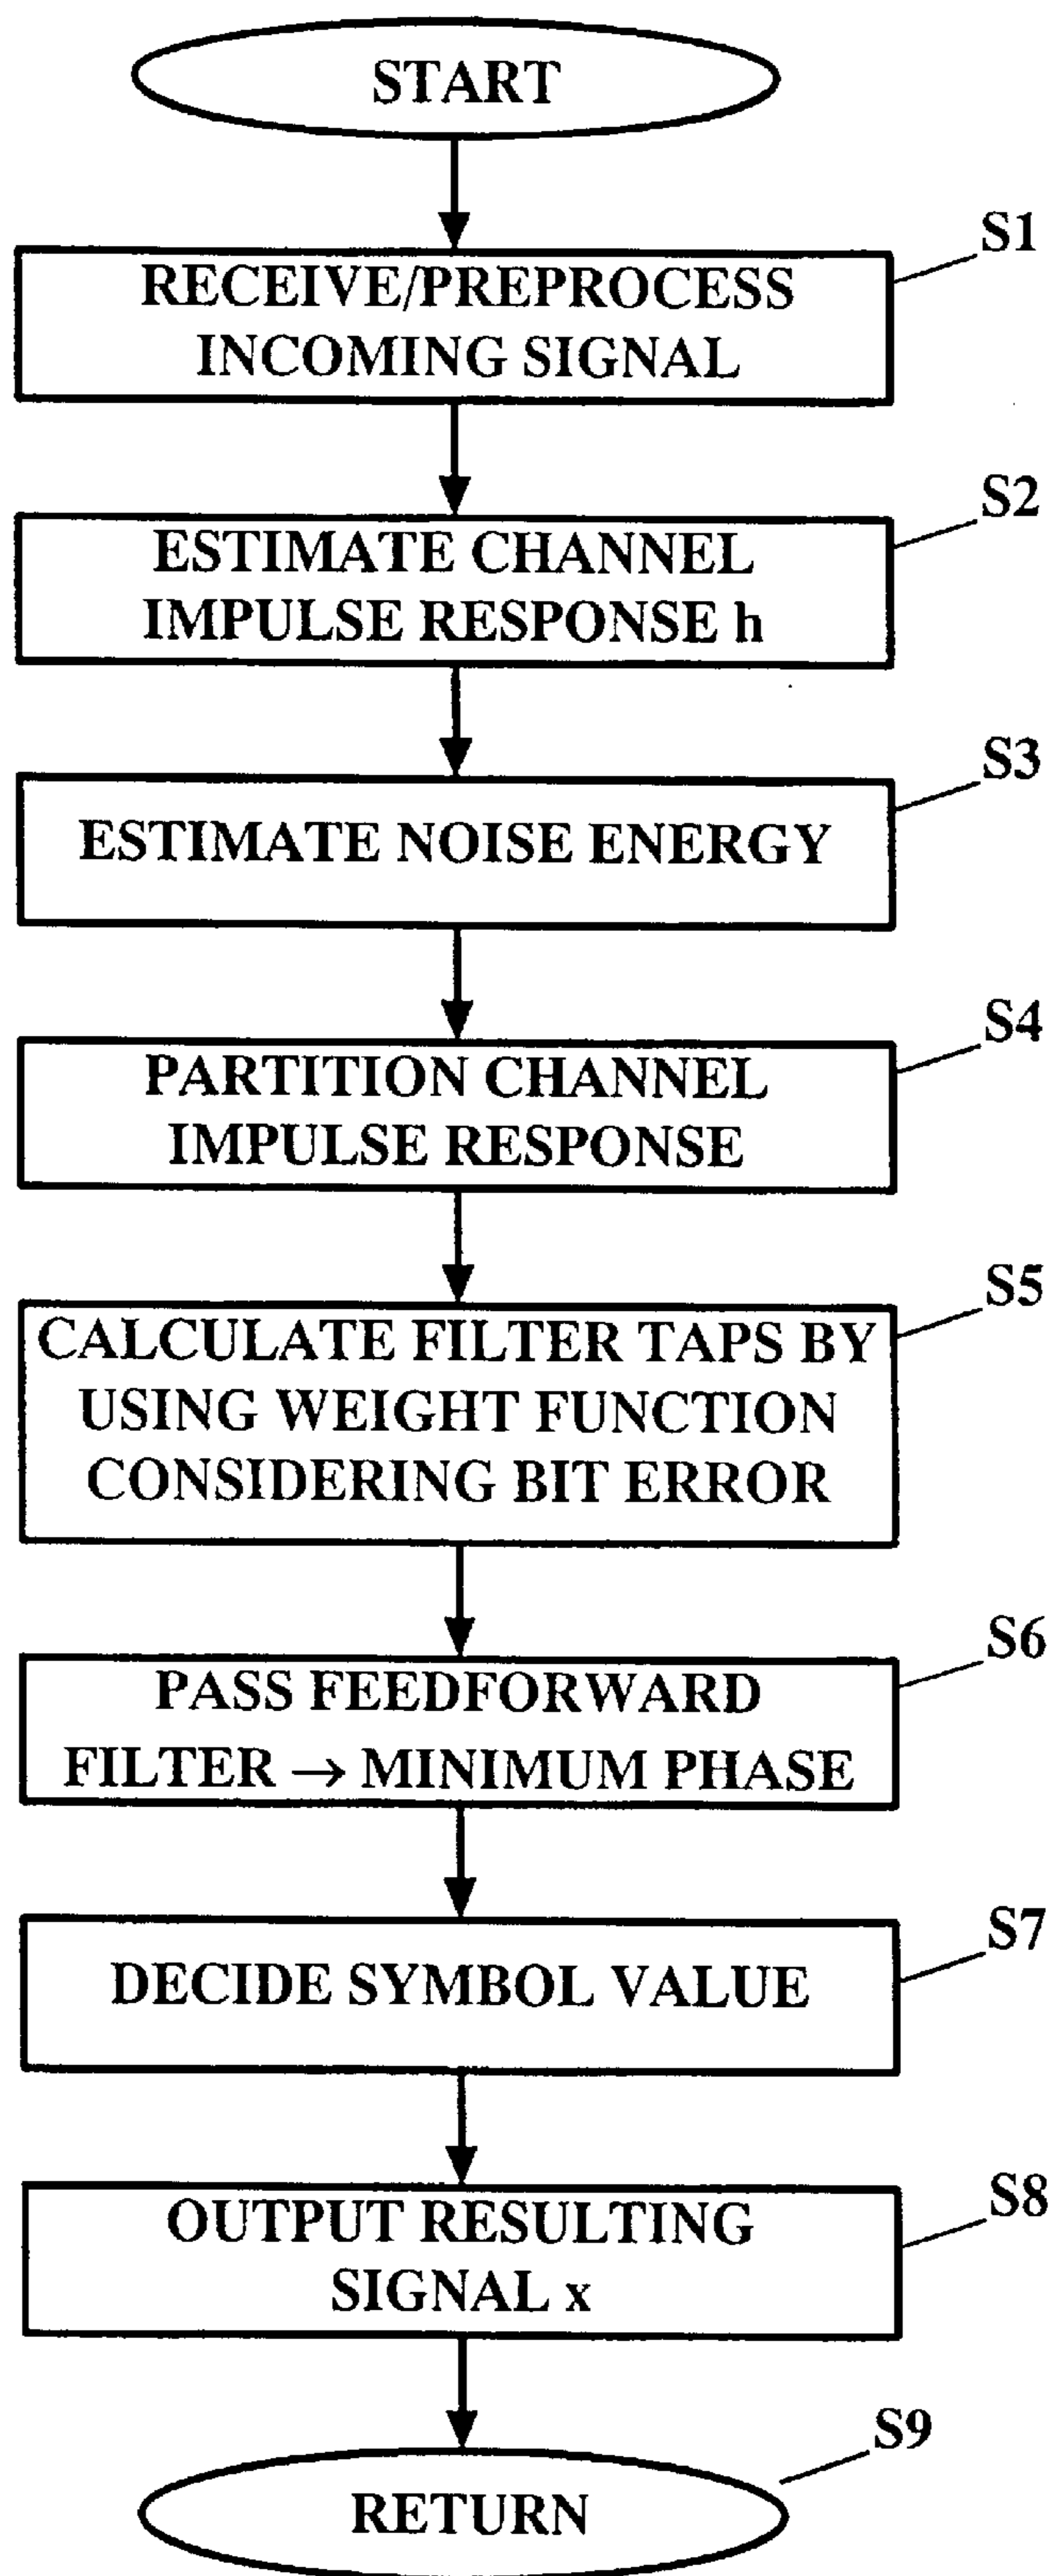 START
S1
RECEIVE/PREPROCESS
INCOMING SIGNAL
S2
ESTIMATE CHANNEL
IMPULSE RESPONSE h
S3
ESTIMATE NOISE ENERGY
S4
PARTITION CHANNEL
IMPULSE RESPONSE
S5
CALCULATE FILTER TAPS BY
USING WEIGHT FUNCTION
CONSIDERING BIT ERROR
S6
PASS FEEDFORWARD
FILTER → MINIMUM PHASE
S7
DECIDE SYMBOL VALUE
S8
OUTPUT RESULTING
SIGNAL x
S9
RETURN